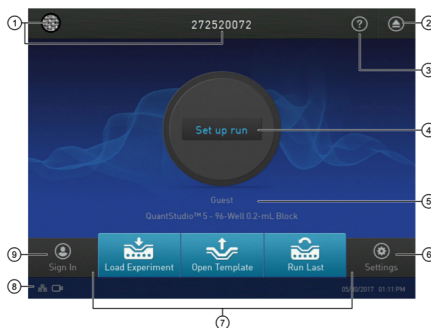 1
272520072
?
2
3
Set up run
4
Guest
5
QuantStudio™ 5 - 96-Well 0.2-mL Block
9
Sign In
Load Experiment
Open Template
Run Last
Settings
6
8
05/30/2017 01:11 PM
7